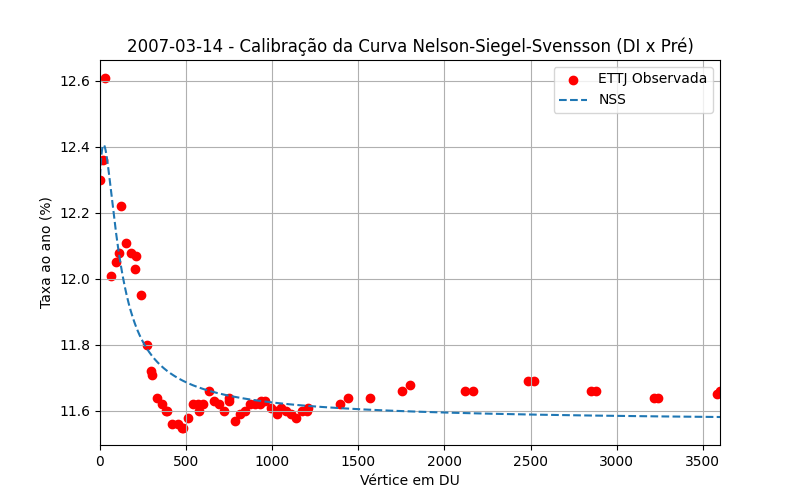 2007-03-14 - Calibração da Curva Nelson-Siegel-Svensson (DI x Pré)
ETTJ Observada
NSS
12.6
12.4
12.2
12.0
11.8
11.6
Taxa ao ano (%)
0 500 1000 1500 2000 2500 3000 3500
Vértice em DU